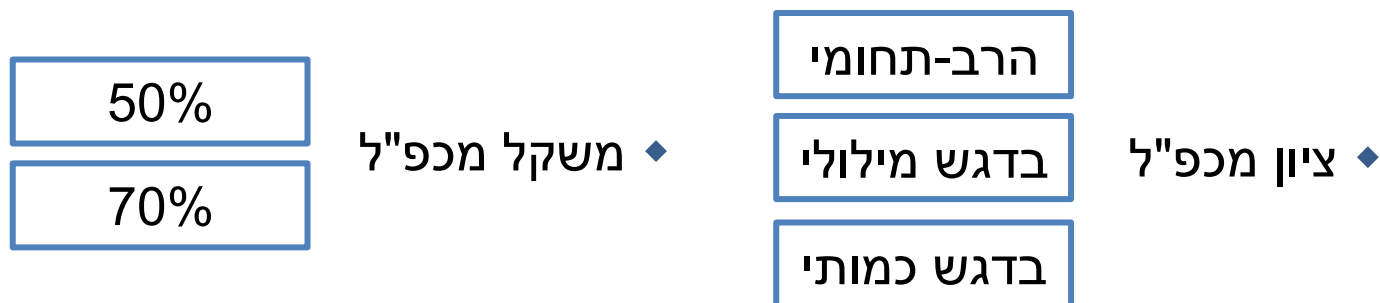 ◆ ציון מכפ"ל
הרב-תחומי
בדגש מילולי
בדגש כמותי
◆ משקל מכפ"ל
50%
70%